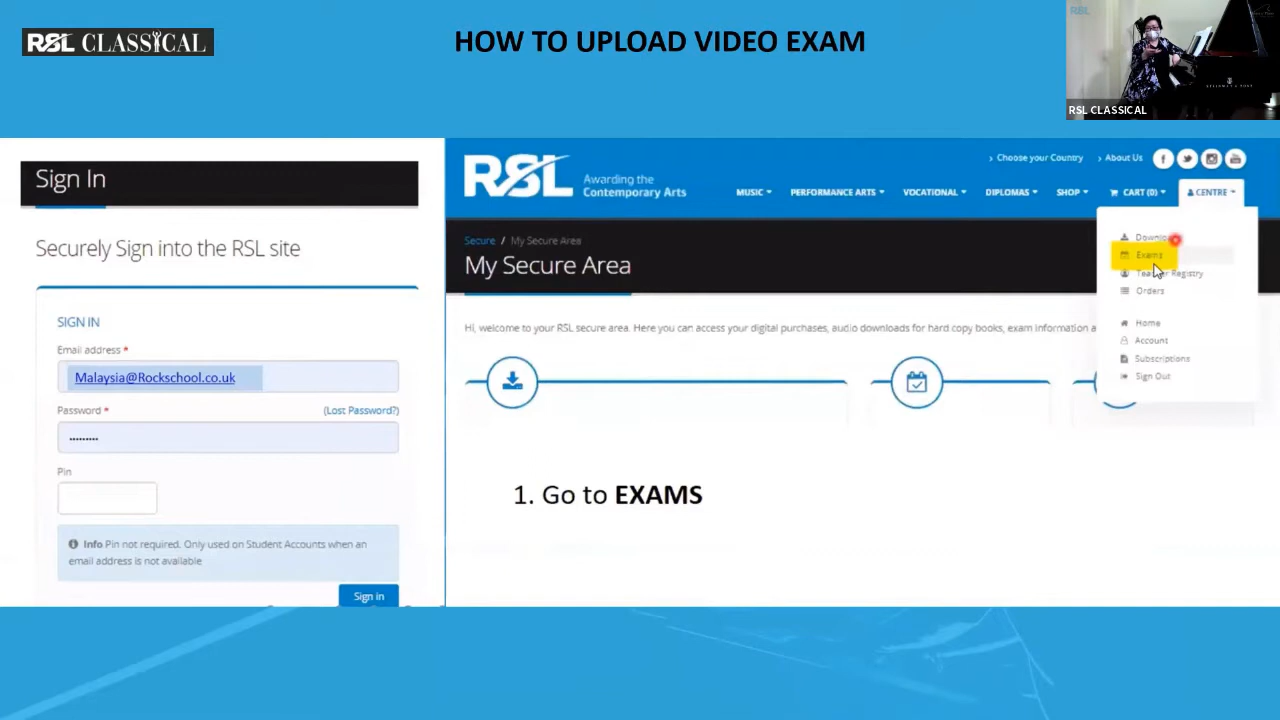 RSL CLASSICAL
HOW TO UPLOAD VIDEO EXAM
RSL
RSL CLASSICAL
Sign In
Securely Sign into the RSL site
SIGN IN
Email address *
Malaysia@Rockschool.co.uk
Password *
(Lost Password?)
•••••••••
Pin
Info Pin not required. Only used on Student Accounts when an
email address is not available
Sign in
› Choose your Country
› About Us
RSL
Awarding the
Contemporary Arts
MUSIC
PERFORMANCE ARTS
VOCATIONAL
DIPLOMAS
SHOP
CART (0)
CENTRE
Secure / My Secure Area
My Secure Area
Exams
Teacher Registry
Orders
Home
Account
Subscriptions
Sign Out
Hi, welcome to your RSL secure area. Here you can access your digital purchases, audio downloads for hard copy books, exam information a
1. Go to EXAMS